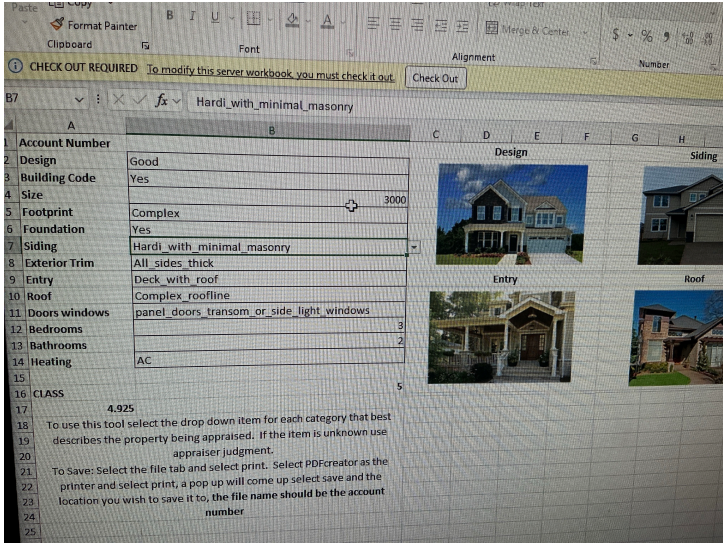 Paste
Copy
Format Painter
B I U A
Merge & Center
$ % 9
Clipboard
Font
Alignment
Number
CHECK OUT REQUIRED To modify this server workbook, you must check it out. Check Out
B7 fx Hardi_with_minimal_masonry
A B C D E F G H
1 Account Number
Design Siding
2 Design Good
3 Building Code Yes
4 Size 3000
5 Footprint Complex
6 Foundation Yes
7 Siding Hardi_with_minimal_masonry
8 Exterior Trim All_sides_thick
9 Entry Deck_with_roof
Entry Roof
10 Roof Complex_roofline
11 Doors windows panel_doors_transom_or_side_light_windows
12 Bedrooms 3
13 Bathrooms 2
14 Heating AC
15
16 CLASS 5
17 4.925
18 To use this tool select the drop down item for each category that best
19 describes the property being appraised. If the item is unknown use
20 appraiser judgment.
21 To Save: Select the file tab and select print. Select PDFcreator as the
22 printer and select print, a pop up will come up select save and the
23 location you wish to save it to, the file name should be the account
24 number
25